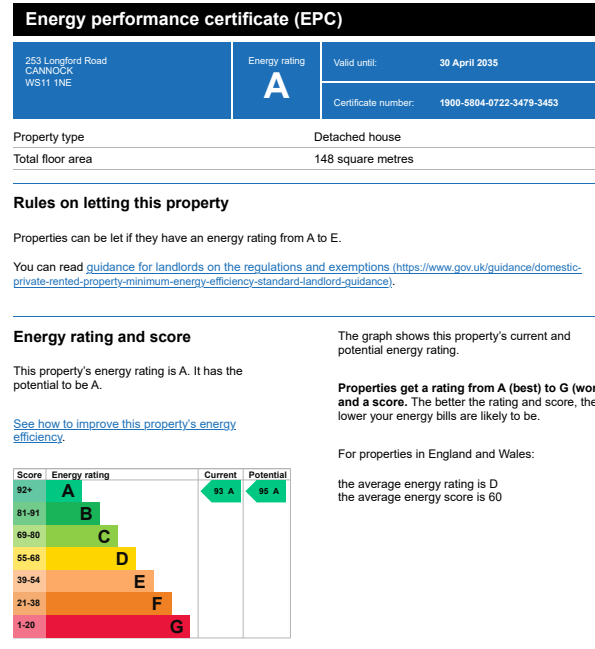 Energy performance certificate (EPC)
253 Longford Road
CANNOCK
WS11 1NE
Energy rating
A
Valid until:
30 April 2035
Certificate number:
1900-5804-0722-3479-3453
Property type
Detached house
Total floor area
148 square metres
Rules on letting this property
Properties can be let if they have an energy rating from A to E.
You can read guidance for landlords on the regulations and exemptions (https://www.gov.uk/guidance/domestic-
private-rented-property-minimum-energy-efficiency-standard-landlord-guidance).
Energy rating and score
This property's energy rating is A. It has the
potential to be A.
See how to improve this property's energy
efficiency.
Score Energy rating Current Potential
92+ A 93 A 95 A
81-91 B
69-80 C
55-68 D
39-54 E
21-38 F
1-20 G
The graph shows this property's current and
potential energy rating.
Properties get a rating from A (best) to G (wor
and a score. The better the rating and score, the
lower your energy bills are likely to be.
For properties in England and Wales:
the average energy rating is D
the average energy score is 60